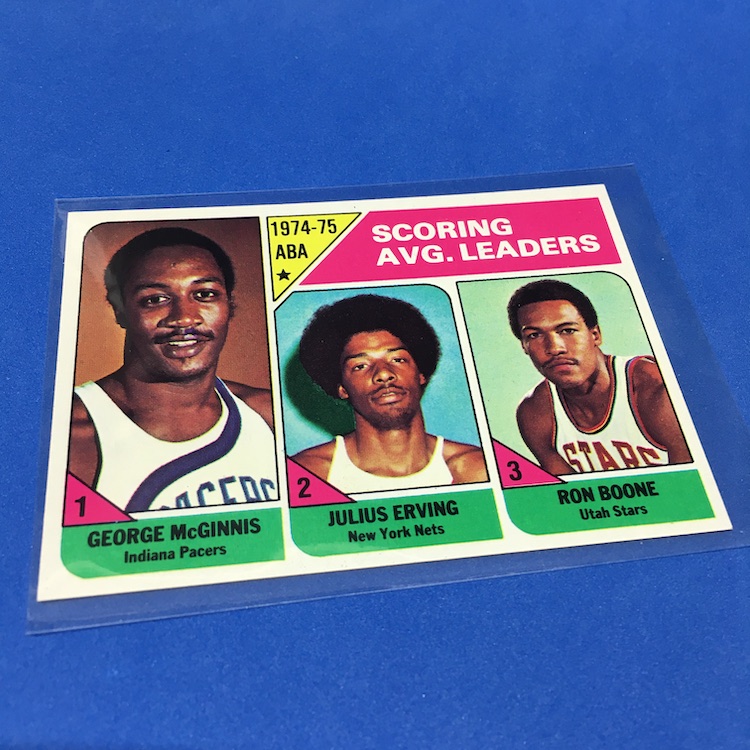 1974-75
ABA
SCORING
AVG. LEADERS
1
GEORGE McGINNIS
Indiana Pacers
2
JULIUS ERVING
New York Nets
STARS
3
RON BOONE
Utah Stars